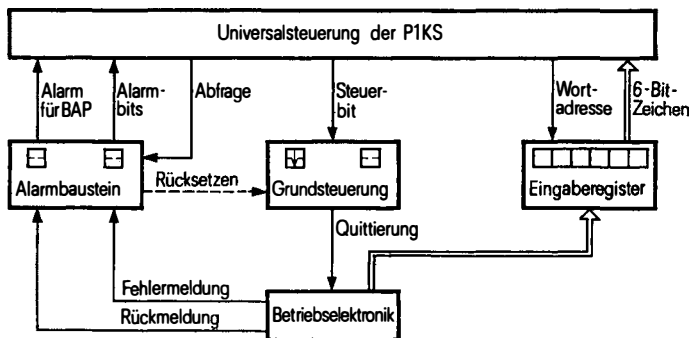 Universalsteuerung der P1KS
Alarm
für BAP
Alarm-
bits
Abfrage
Steuer-
bit
Wort-
adresse
6-Bit-
Zeichen
Alarmbaustein
Rücksetzen
Grundsteuerung
Eingaberegister
Quittierung
Fehlermeldung
Rückmeldung
Betriebselektronik